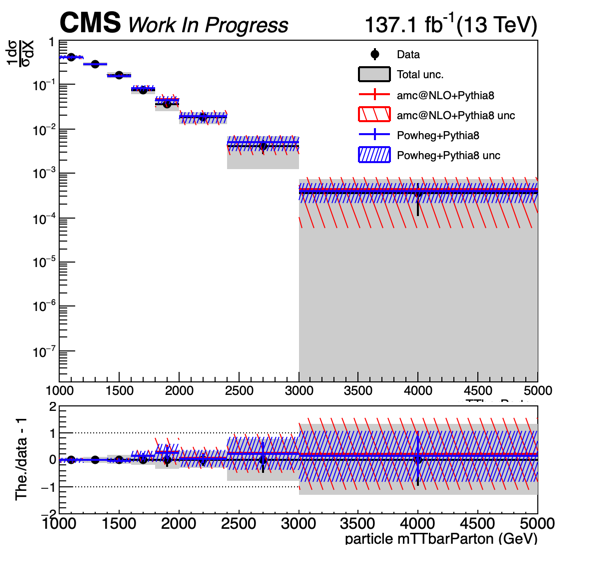 CMS Work In Progress 137.1 fb⁻¹(13 TeV)
1dσ
σdX
1
10⁻¹
10⁻²
10⁻³
10⁻⁴
10⁻⁵
10⁻⁶
10⁻⁷
Data
Total unc.
amc@NLO+Pythia8
amc@NLO+Pythia8 unc
Powheg+Pythia8
Powheg+Pythia8 unc
1000 1500 2000 2500 3000 3500 4000 4500 5000
The./data - 1
2
1
0
−1
−2
1000 1500 2000 2500 3000 3500 4000 4500 5000
particle mTTbarParton (GeV)